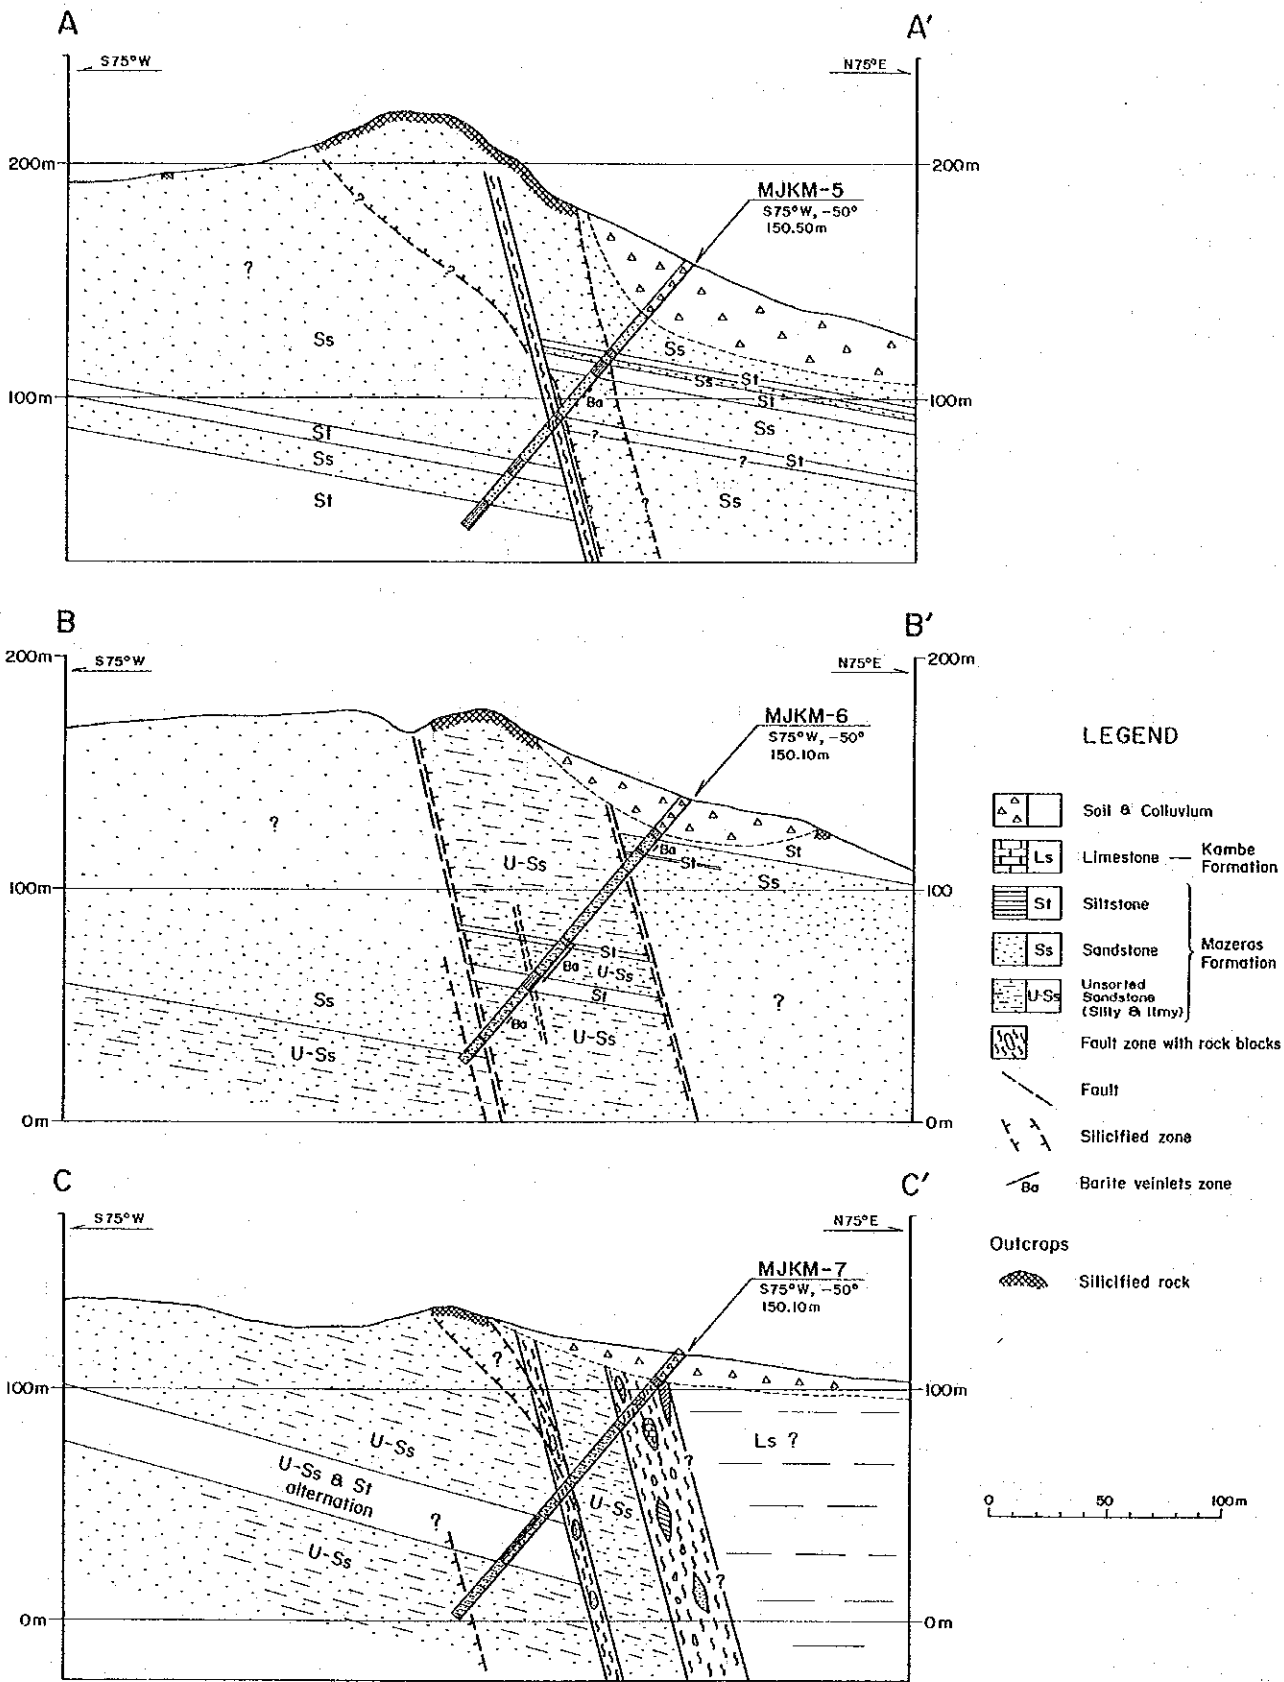 A
A'
S75°W
N75°E
200m
200m
MJKM-5
S75°W, -50°
150.50m
?
?
?
Ss
Ss
St
Ss
St
100m
100m
Ba
Ss
St
?
St
Ss
?
St
St
?
?
Ss
B
B'
200m
S75°W
N75°E
200m
MJKM-6
S75°W, -50°
150.10m
?
U-Ss
Ba
St
St
Ss
100m
100
St
Ba
U-Ss
St
Ss
?
Ba
U-Ss
U-Ss
0m
0m
C
C'
S75°W
N75°E
MJKM-7
S75°W, -50°
150.10m
?
100m
100m
U-Ss
Ls ?
?
U-Ss & St
alternation
U-Ss
?
U-Ss
?
0m
0m
LEGEND
Soil & Colluvium
Ls Limestone — Kambe
Formation
St Siltstone
Ss Sandstone
Mazeras
Formation
U-Ss Unsorted
Sandstone
(Silty & limy)
Fault zone with rock blocks
Fault
Silicified zone
Ba Barite veinlets zone
Outcrops
Silicified rock
0 50 100m